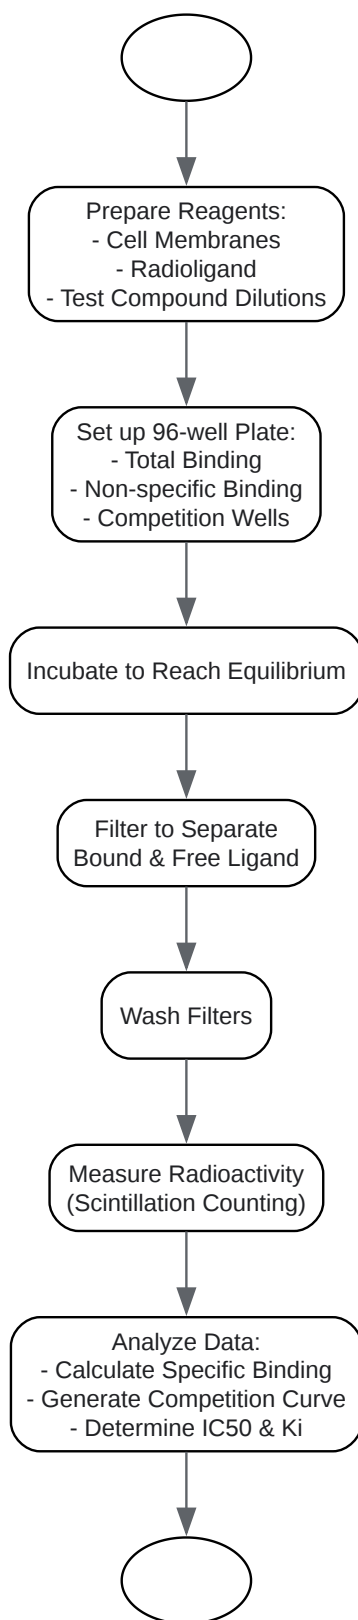 Prepare Reagents:
- Cell Membranes
- Radioligand
- Test Compound Dilutions
Set up 96-well Plate:
- Total Binding
- Non-specific Binding
- Competition Wells
Incubate to Reach Equilibrium
Filter to Separate
Bound & Free Ligand
Wash Filters
Measure Radioactivity
(Scintillation Counting)
Analyze Data:
- Calculate Specific Binding
- Generate Competition Curve
- Determine IC50 & Ki